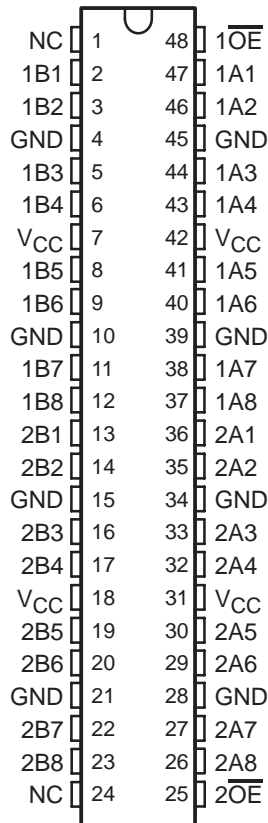 NC 1 48 1O̅E̅
1B1 2 47 1A1
1B2 3 46 1A2
GND 4 45 GND
1B3 5 44 1A3
1B4 6 43 1A4
VCC 7 42 VCC
1B5 8 41 1A5
1B6 9 40 1A6
GND 10 39 GND
1B7 11 38 1A7
1B8 12 37 1A8
2B1 13 36 2A1
2B2 14 35 2A2
GND 15 34 GND
2B3 16 33 2A3
2B4 17 32 2A4
VCC 18 31 VCC
2B5 19 30 2A5
2B6 20 29 2A6
GND 21 28 GND
2B7 22 27 2A7
2B8 23 26 2A8
NC 24 25 2O̅E̅